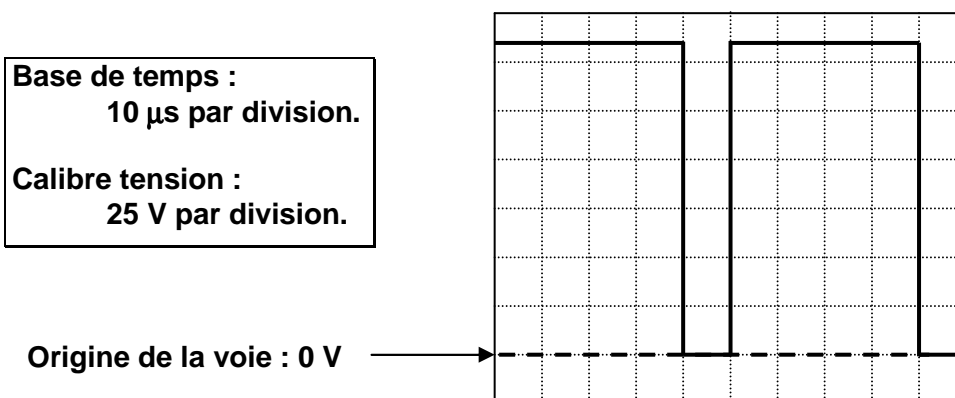 Base de temps :
10 μs par division.
Calibre tension :
25 V par division.
Origine de la voie : 0 V